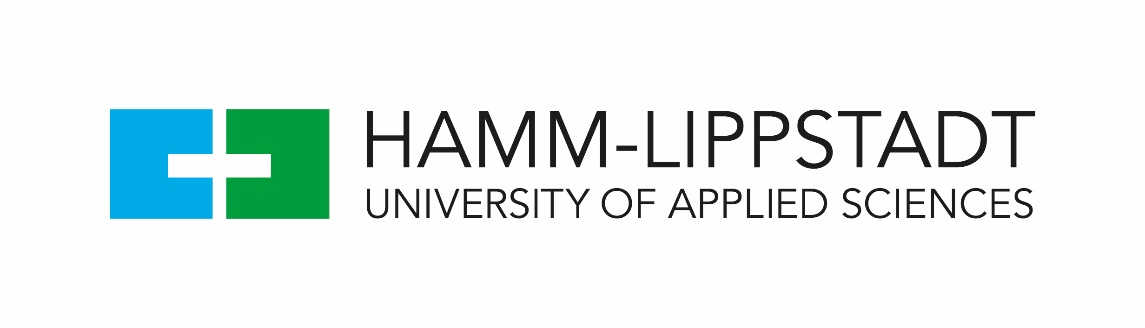 HAMM-LIPPSTADT
UNIVERSITY OF APPLIED SCIENCES